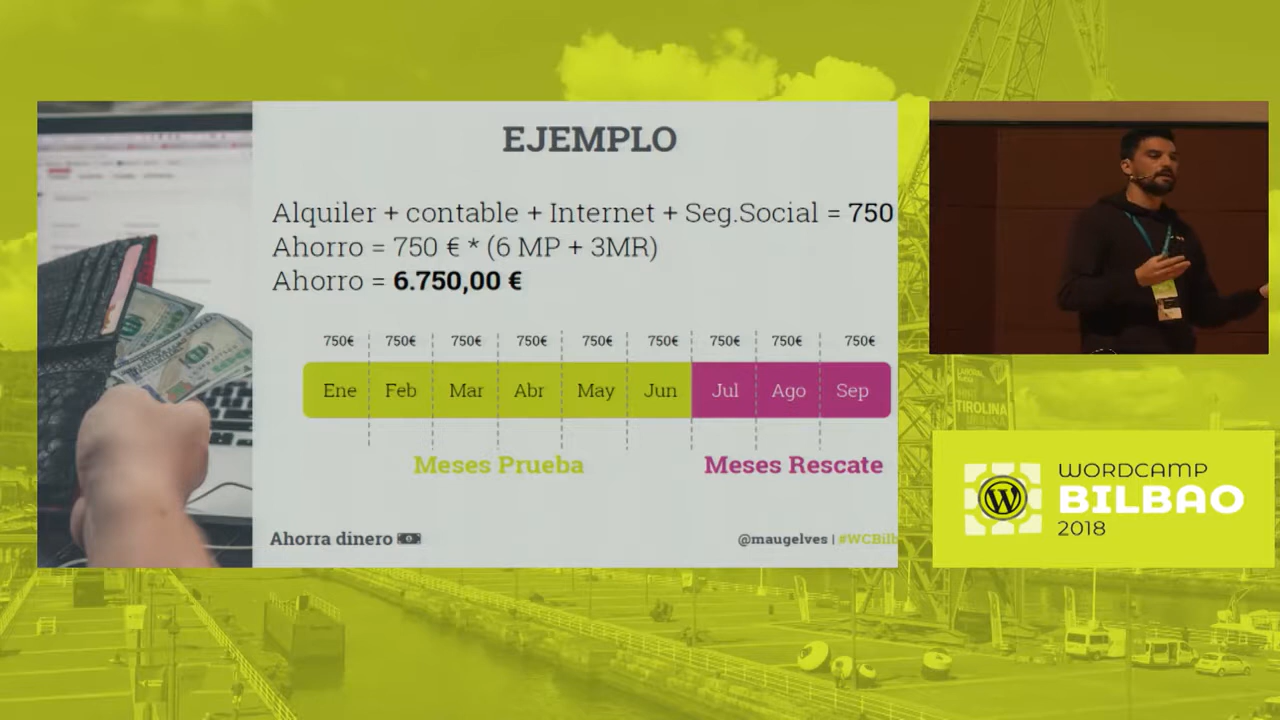 EJEMPLO
Alquiler + contable + Internet + Seg.Social = 750
Ahorro = 750 € * (6 MP + 3MR)
Ahorro = 6.750,00 €
750€ 750€ 750€ 750€ 750€ 750€ 750€ 750€ 750€
Ene Feb Mar Abr May Jun Jul Ago Sep
Meses Prueba Meses Rescate
Ahorra dinero
@maugelves | #WCBilb
TIROLINA
WORDCAMP
BILBAO
2018